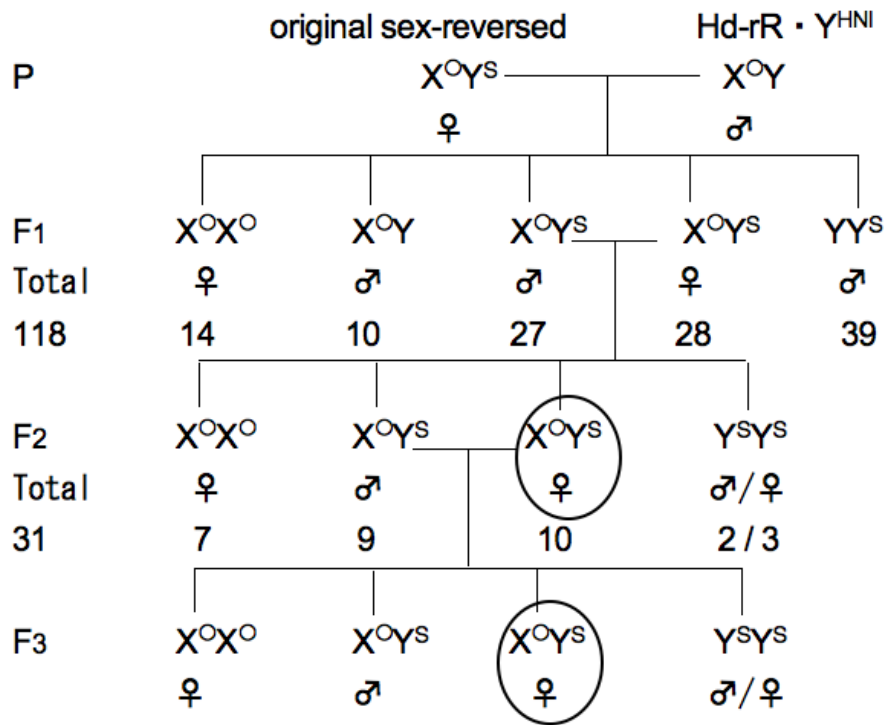 original sex-reversed Hd-rR・Y^HNI
P X^OY^S X^OY
♀ ♂
F1 X^OX^O X^OY X^OY^S X^OY^S YY^S
Total ♀ ♂ ♂ ♀ ♂
118 14 10 27 28 39
F2 X^OX^O X^OY^S X^OY^S Y^SY^S
Total ♀ ♂ ♀ ♂/♀
31 7 9 10 2 / 3
F3 X^OX^O X^OY^S X^OY^S Y^SY^S
♀ ♂ ♀ ♂/♀